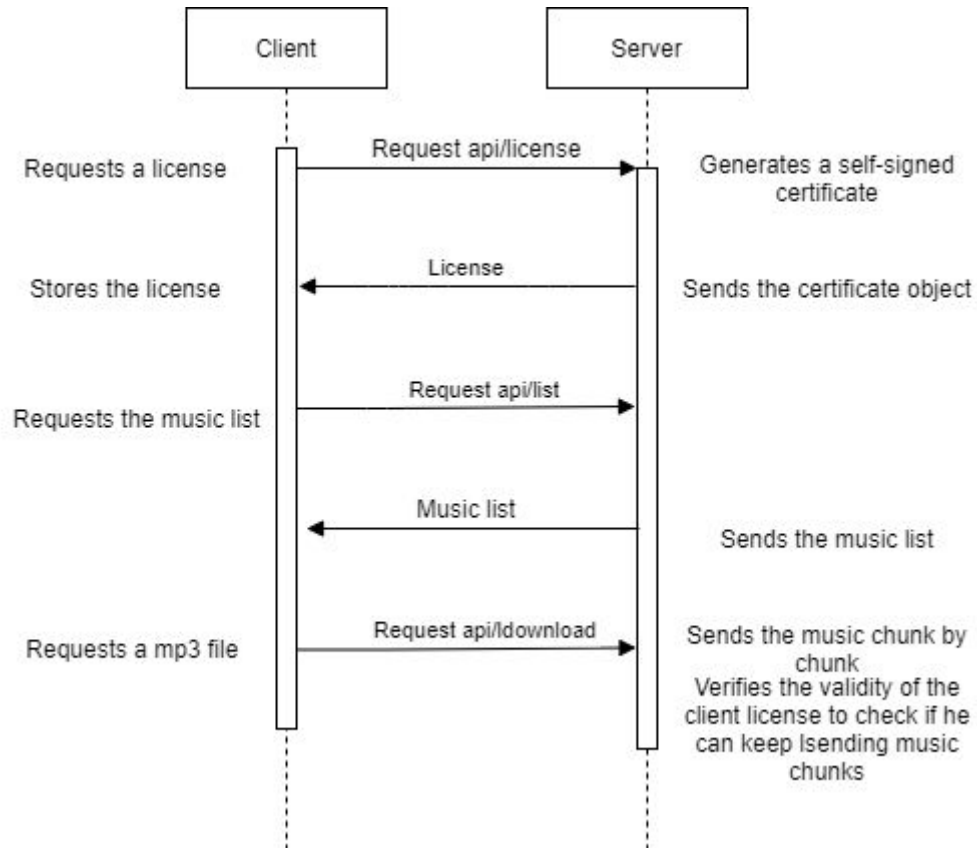 Client
Server
Request api/license
Requests a license
Generates a self-signed
certificate
License
Stores the license
Sends the certificate object
Request api/list
Requests the music list
Music list
Sends the music list
Request api/ldownload
Requests a mp3 file
Sends the music chunk by
chunk
Verifies the validity of the
client license to check if he
can keep lsending music
chunks